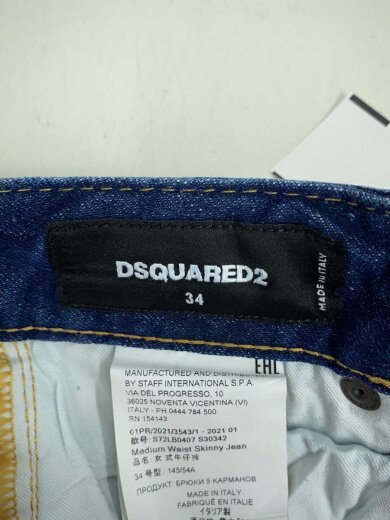 DSQUARED2
34
MADE IN ITALY
EAC
MANUFACTURED AND DISTRIBUTED
BY STAFF INTERNATIONAL S.P.A.
VIA DEL PROGRESSO, 10
36025 NOVENTA VICENTINA (VI)
ITALY - PH 0444 784 500
RN 154143
01PR/2021/3543/1 - 2021 01
款号: S72LB0407 S30342
Madium Waist Skinny Jean
品名: 女式牛仔裤
34 号型: 145/54A
ПРОДУКТ: БРЮКИ 5 КАРМАНОВ
MADE IN ITALY
FABRIQUÉ EN ITALIE
イタリア製